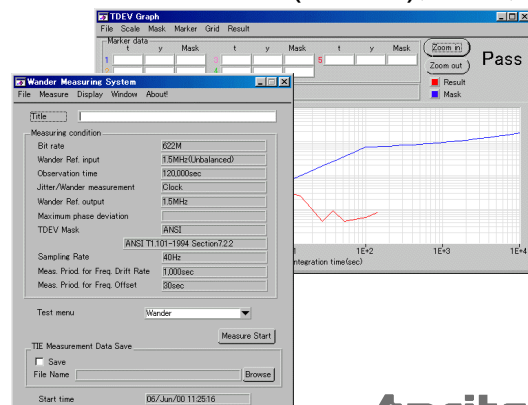 TDEV Graph
File Scale Mask Marker Grid Result
Marker data
t y Mask t y Mask t y Mask
1 3 5
Zoom in
Zoom out
Pass
Result
Mask
1E+2 1E+3 1E+4
ntegration time(sec)
Wander Measuring System
File Measure Display Window About!
Title
Measuring condition
Bit rate 622M
Wander Ref. input 1.5MHz(Unbalanced)
Observation time 120,000sec
Jitter/Wander measurement Clock
Wander Ref. output 1.5MHz
Maximum phase deviation
TDEV Mask ANSI
ANSI T1.101-1994 Section7.2.2
Sampling Rate 40Hz
Meas. Priod. for Freq. Drift Rate 1,000sec
Meas. Priod. for Freq. Offset 30sec
Test menu Wander
Measure Start
TIE Measurement Data Save
Save
File Name Browse
Start time 06/Jun/00 11:25:16